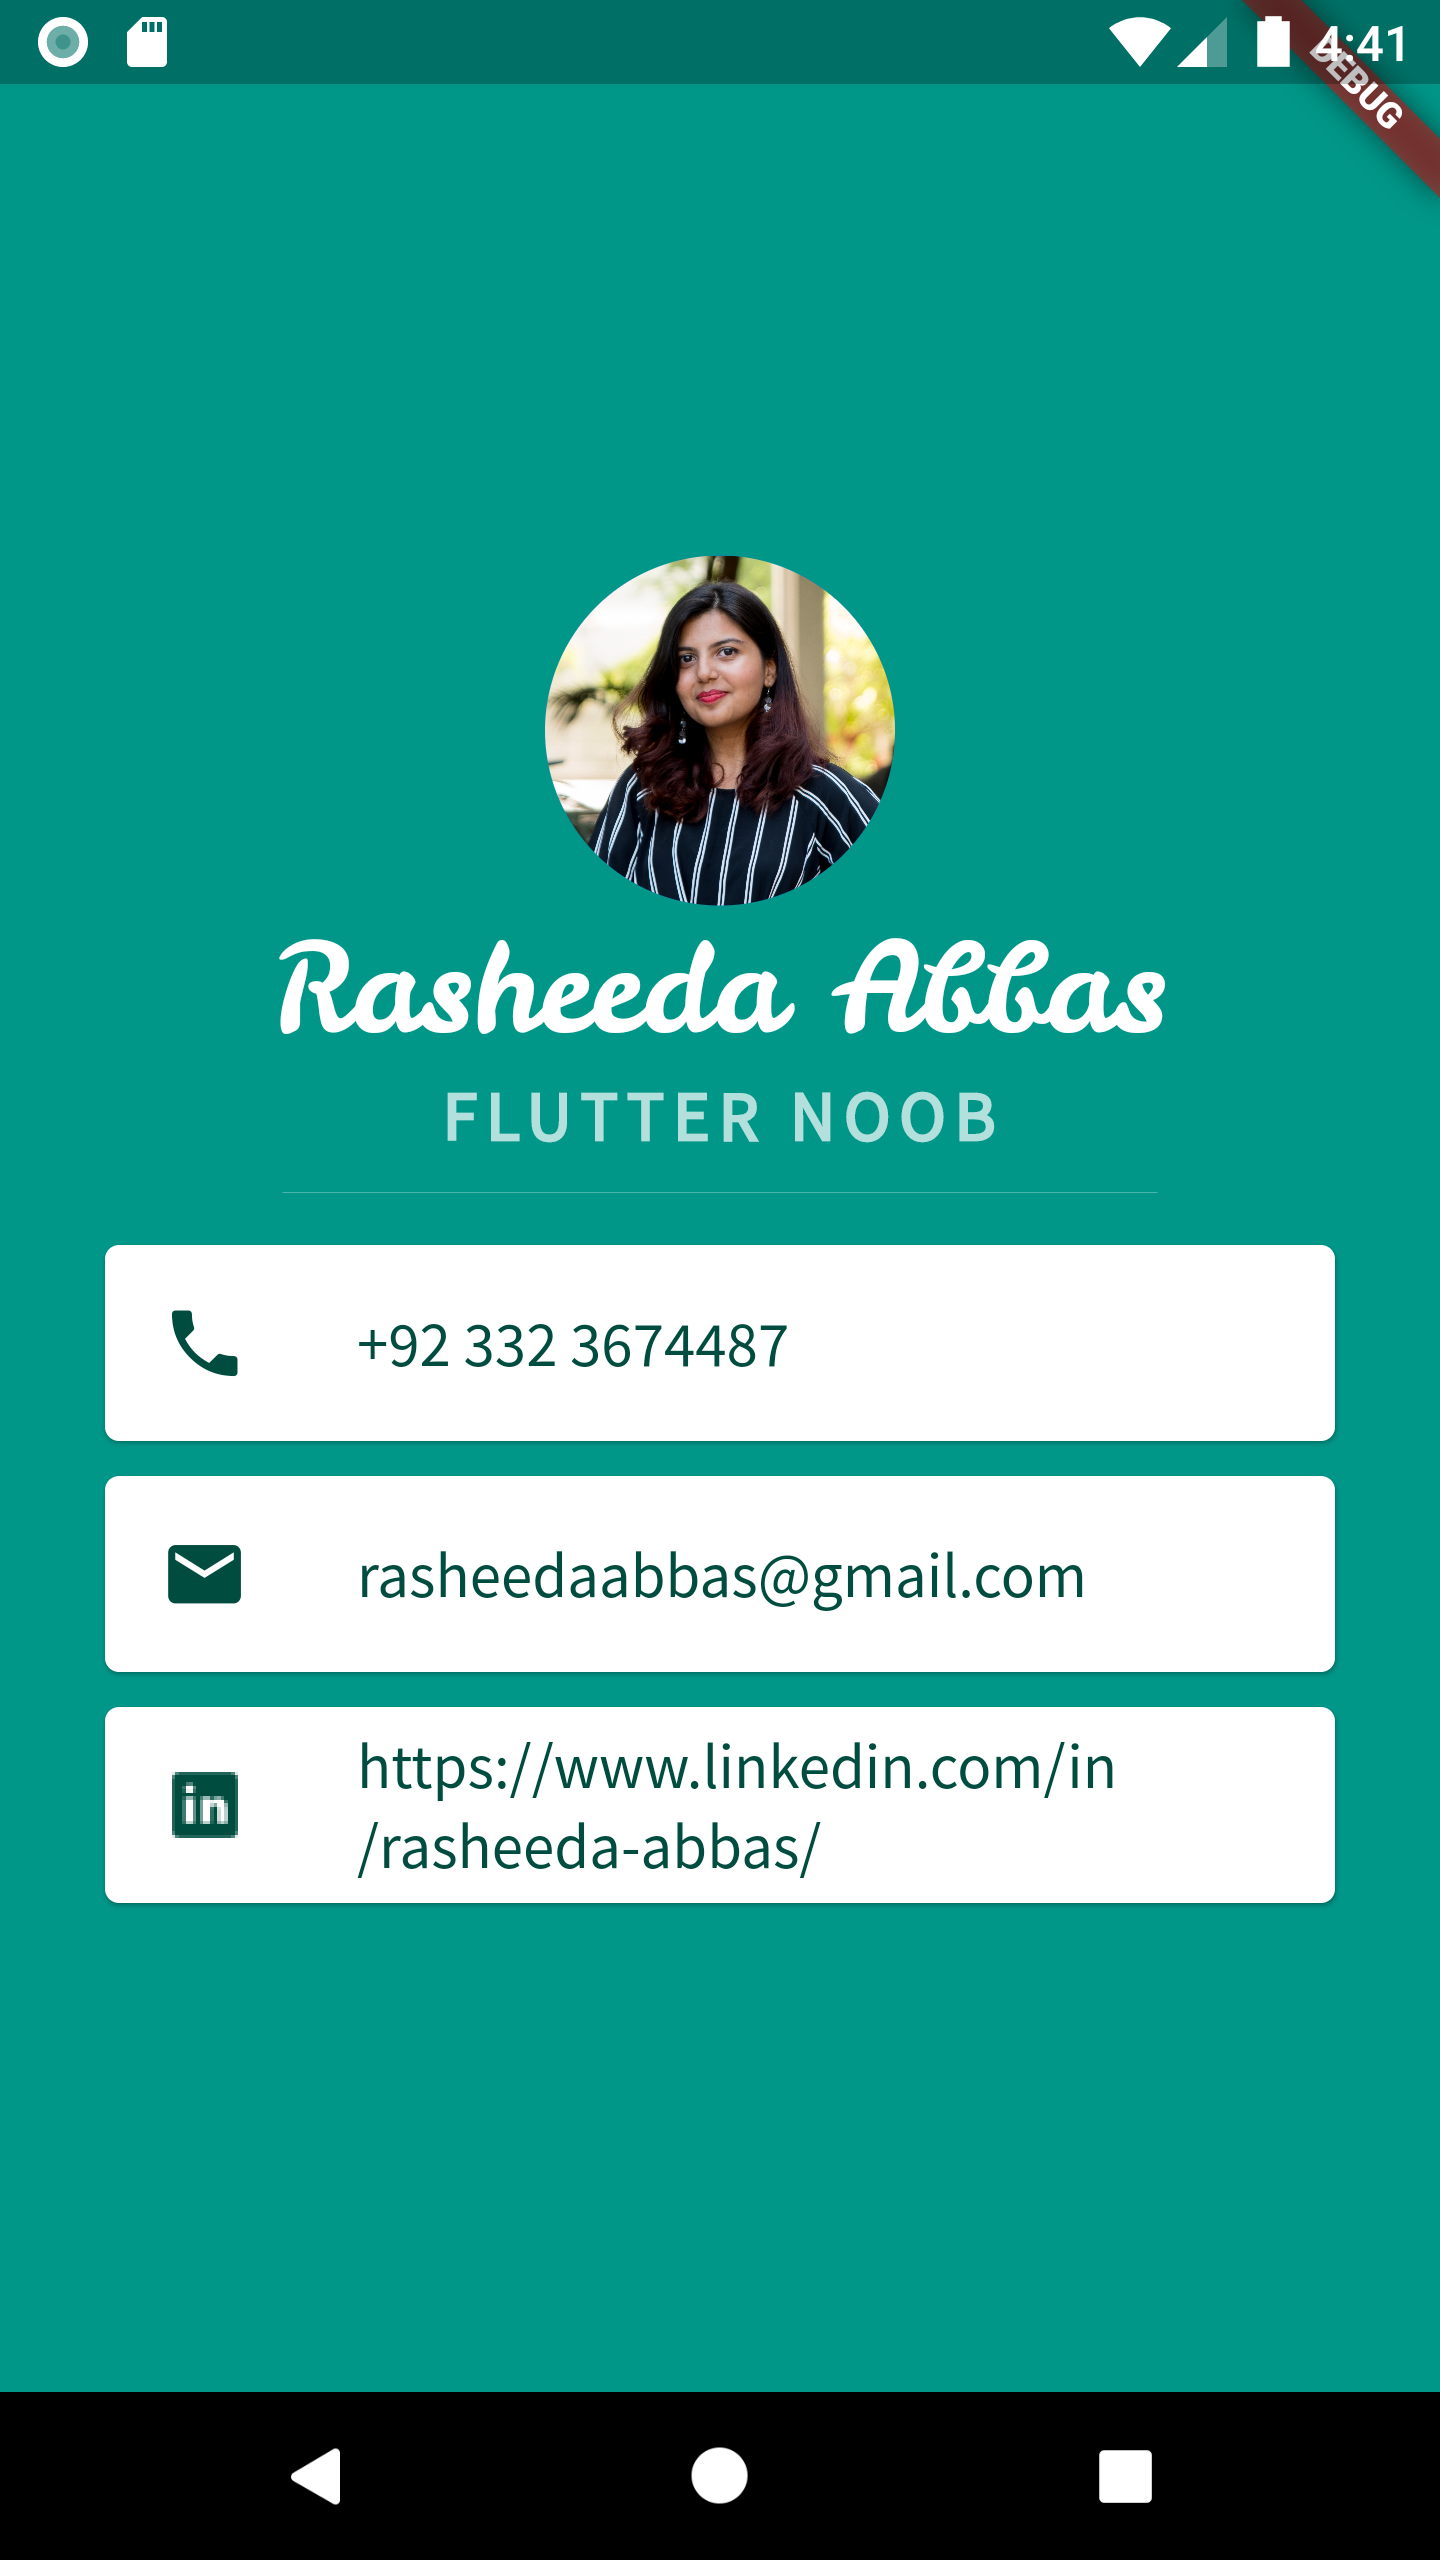 4:41
DEBUG
Rasheeda Abbas
FLUTTER NOOB
+92 332 3674487
rasheedaabbas@gmail.com
in
https://www.linkedin.com/in
/rasheeda-abbas/